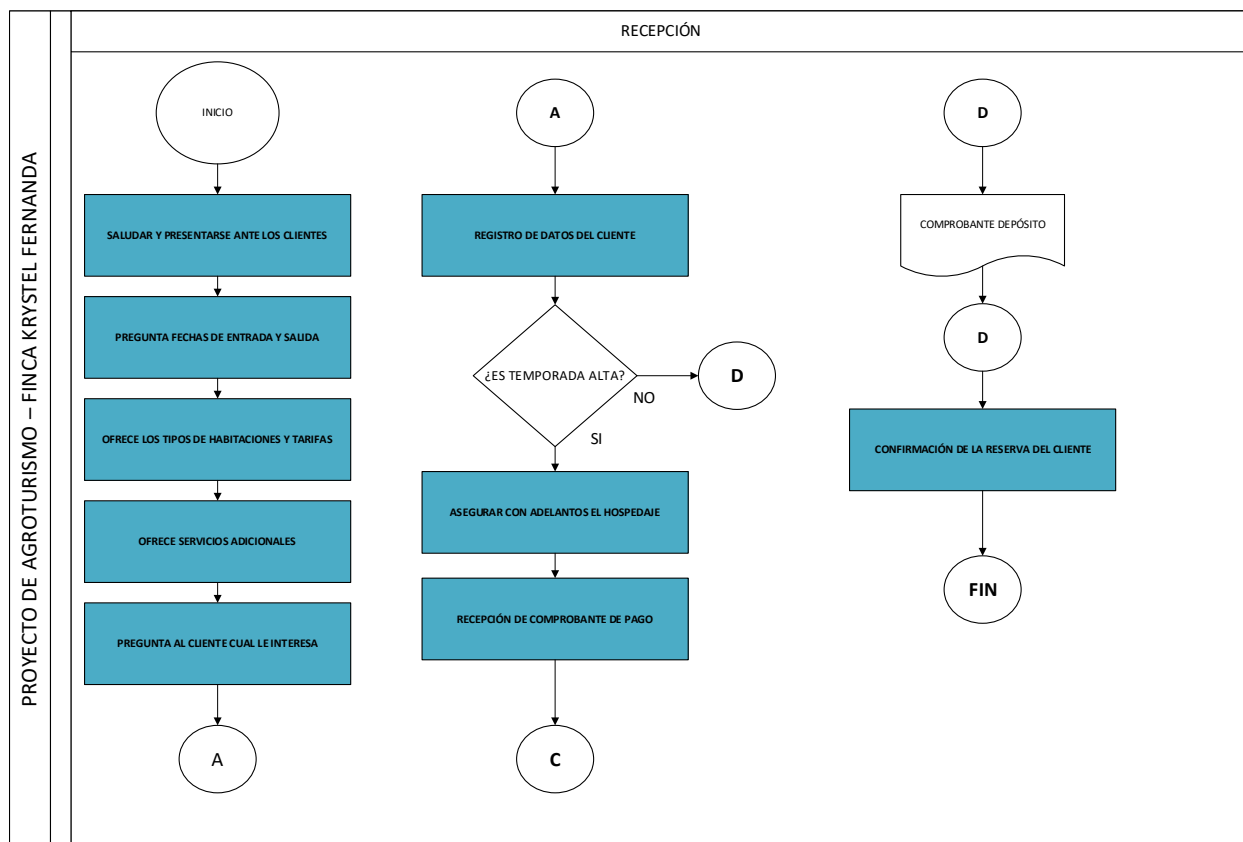 PROYECTO DE AGROTURISMO – FINCA KRYSTEL FERNANDA
RECEPCIÓN
INICIO
SALUDAR Y PRESENTARSE ANTE LOS CLIENTES
PREGUNTA FECHAS DE ENTRADA Y SALIDA
OFRECE LOS TIPOS DE HABITACIONES Y TARIFAS
OFRECE SERVICIOS ADICIONALES
PREGUNTA AL CLIENTE CUAL LE INTERESA
A
A
REGISTRO DE DATOS DEL CLIENTE
¿ES TEMPORADA ALTA?
NO
D
SI
ASEGURAR CON ADELANTOS EL HOSPEDAJE
RECEPCIÓN DE COMPROBANTE DE PAGO
C
D
COMPROBANTE DEPÓSITO
D
CONFIRMACIÓN DE LA RESERVA DEL CLIENTE
FIN